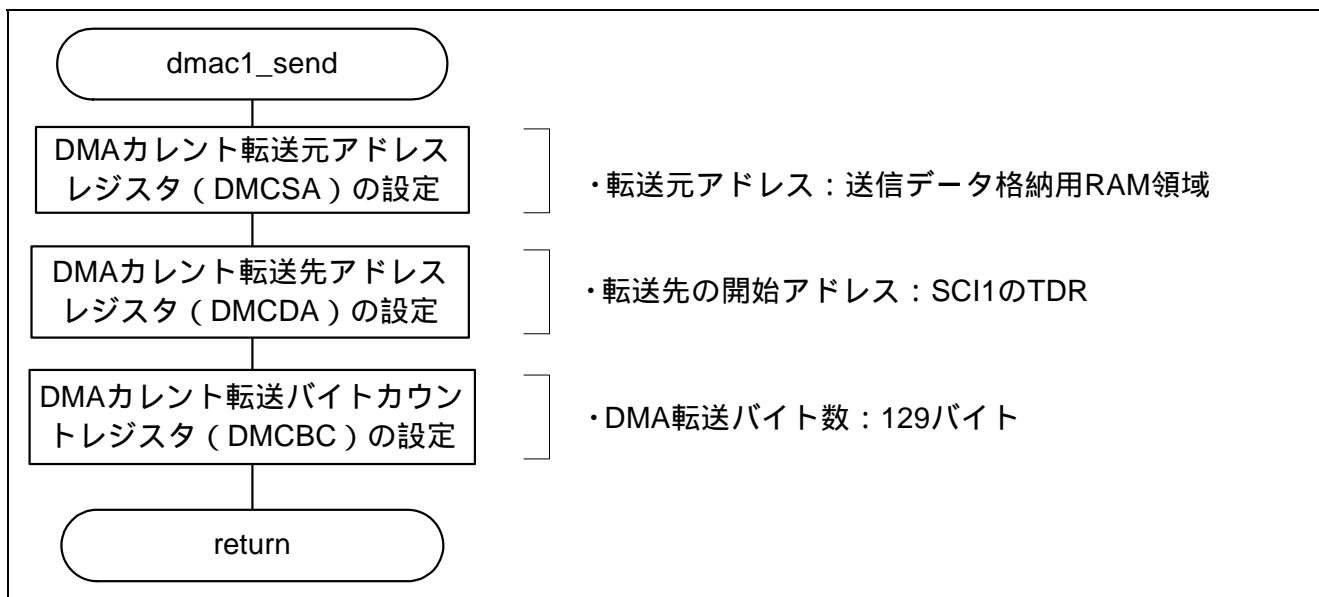 dmac1_send
DMAカレント転送元アドレス
レジスタ（DMCSA）の設定
・転送元アドレス：送信データ格納用RAM領域
DMAカレント転送先アドレス
レジスタ（DMCDA）の設定
・転送先の開始アドレス：SCI1のTDR
DMAカレント転送バイトカウン
トレジスタ（DMCBC）の設定
・DMA転送バイト数：129バイト
return